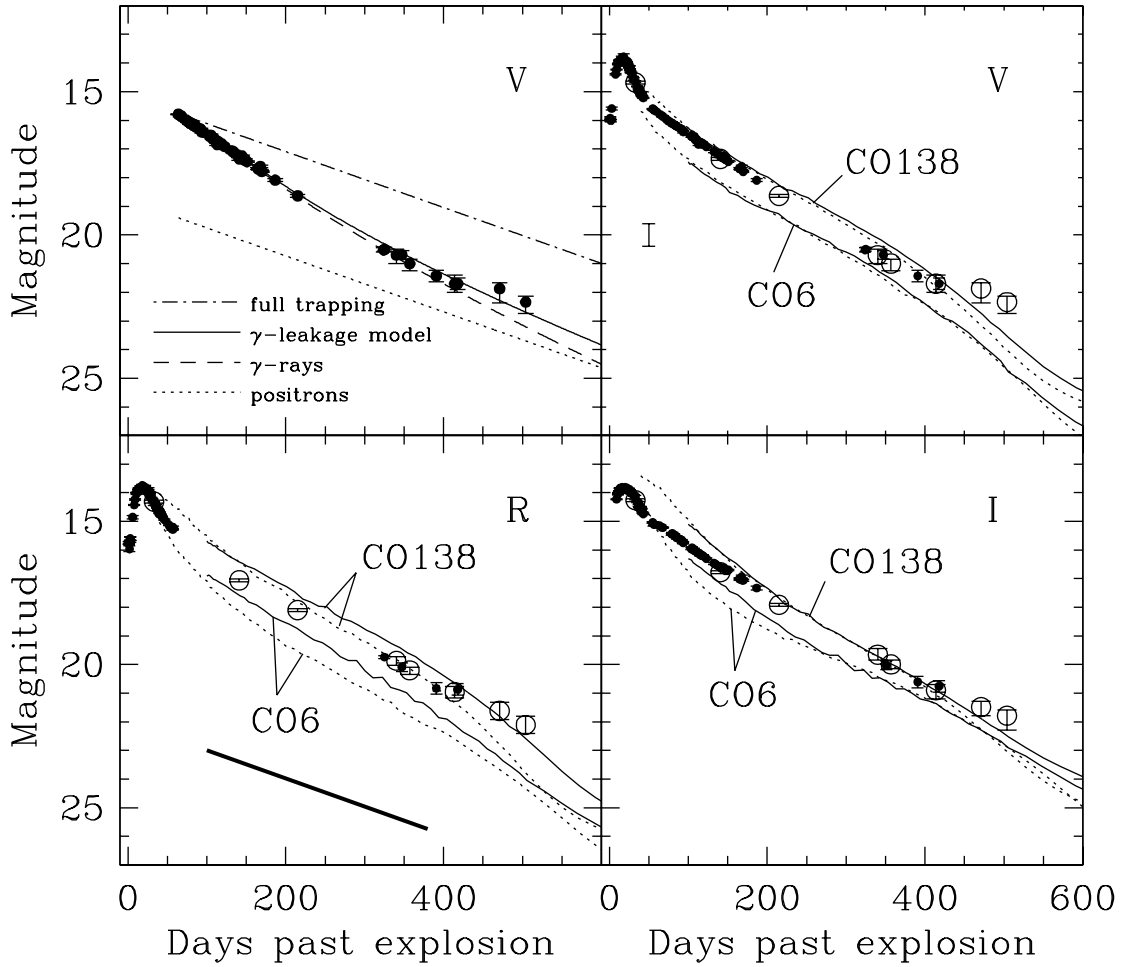 V
15
20
25
Magnitude
full trapping
γ-leakage model
γ-rays
positrons
V
CO138
I
CO6
R
15
20
25
Magnitude
CO138
CO6
0
200
400
Days past explosion
I
CO138
CO6
0
200
400
600
Days past explosion